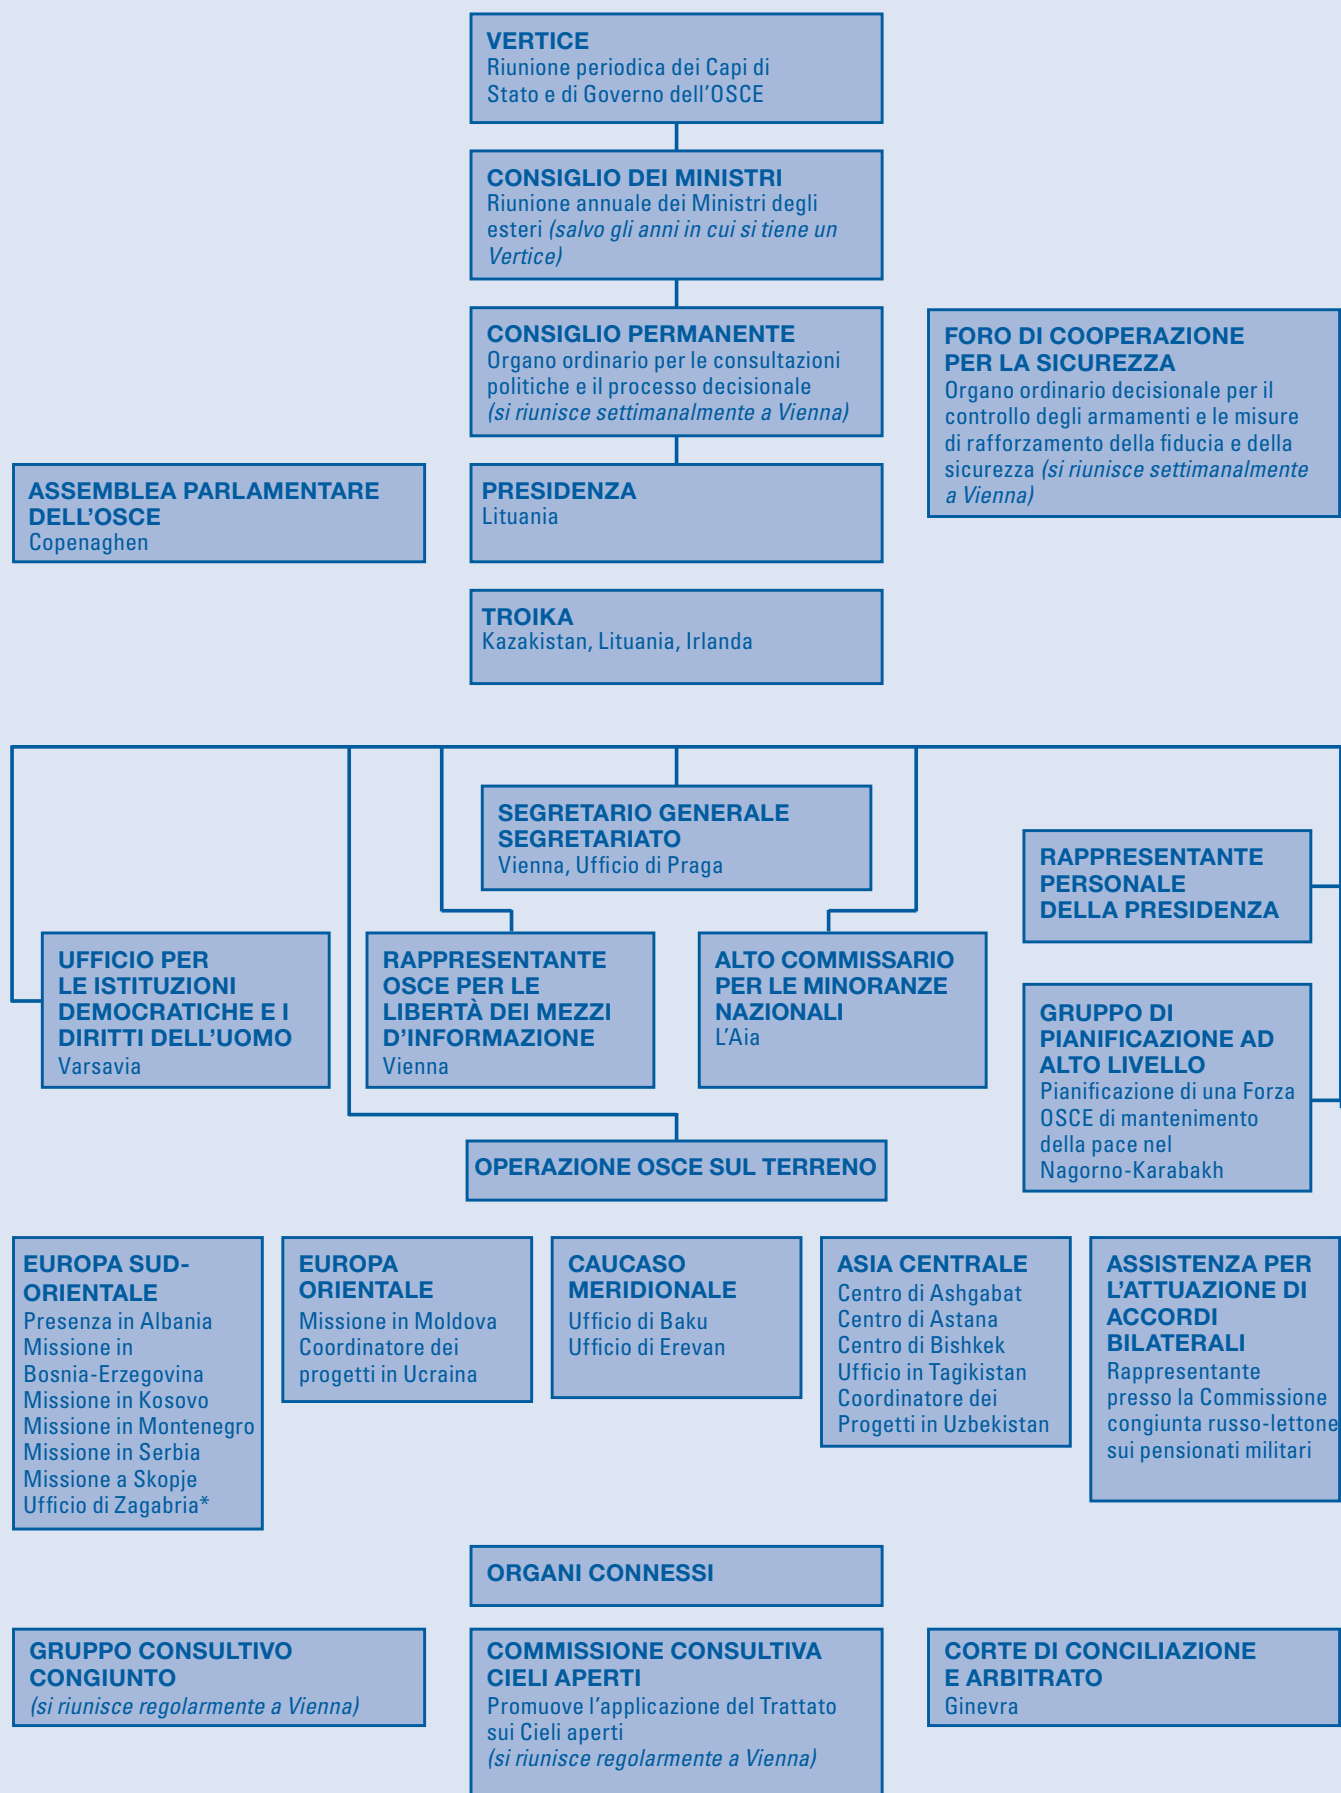 VERTICE
Riunione periodica dei Capi di
Stato e di Governo dell'OSCE
CONSIGLIO DEI MINISTRI
Riunione annuale dei Ministri degli
esteri (salvo gli anni in cui si tiene un
Vertice)
CONSIGLIO PERMANENTE
Organo ordinario per le consultazioni
politiche e il processo decisionale
(si riunisce settimanalmente a Vienna)
FORO DI COOPERAZIONE
PER LA SICUREZZA
Organo ordinario decisionale per il
controllo degli armamenti e le misure
di rafforzamento della fiducia e della
sicurezza (si riunisce settimanalmente
a Vienna)
ASSEMBLEA PARLAMENTARE
DELL'OSCE
Copenaghen
PRESIDENZA
Lituania
TROIKA
Kazakistan, Lituania, Irlanda
SEGRETARIO GENERALE
SEGRETARIATO
Vienna, Ufficio di Praga
RAPPRESENTANTE
PERSONALE
DELLA PRESIDENZA
UFFICIO PER
LE ISTITUZIONI
DEMOCRATICHE E I
DIRITTI DELL'UOMO
Varsavia
RAPPRESENTANTE
OSCE PER LE
LIBERTÀ DEI MEZZI
D'INFORMAZIONE
Vienna
ALTO COMMISSARIO
PER LE MINORANZE
NAZIONALI
L'Aia
GRUPPO DI
PIANIFICAZIONE AD
ALTO LIVELLO
Pianificazione di una Forza
OSCE di mantenimento
della pace nel
Nagorno-Karabakh
OPERAZIONE OSCE SUL TERRENO
EUROPA SUD-
ORIENTALE
Presenza in Albania
Missione in
Bosnia-Erzegovina
Missione in Kosovo
Missione in Montenegro
Missione in Serbia
Missione a Skopje
Ufficio di Zagabria*
EUROPA
ORIENTALE
Missione in Moldova
Coordinatore dei
progetti in Ucraina
CAUCASO
MERIDIONALE
Ufficio di Baku
Ufficio di Erevan
ASIA CENTRALE
Centro di Ashgabat
Centro di Astana
Centro di Bishkek
Ufficio in Tagikistan
Coordinatore dei
Progetti in Uzbekistan
ASSISTENZA PER
L'ATTUAZIONE DI
ACCORDI
BILATERALI
Rappresentante
presso la Commissione
congiunta russo-lettone
sui pensionati militari
ORGANI CONNESSI
GRUPPO CONSULTIVO
CONGIUNTO
(si riunisce regolarmente a Vienna)
COMMISSIONE CONSULTIVA
CIELI APERTI
Promuove l'applicazione del Trattato
sui Cieli aperti
(si riunisce regolarmente a Vienna)
CORTE DI CONCILIAZIONE
E ARBITRATO
Ginevra